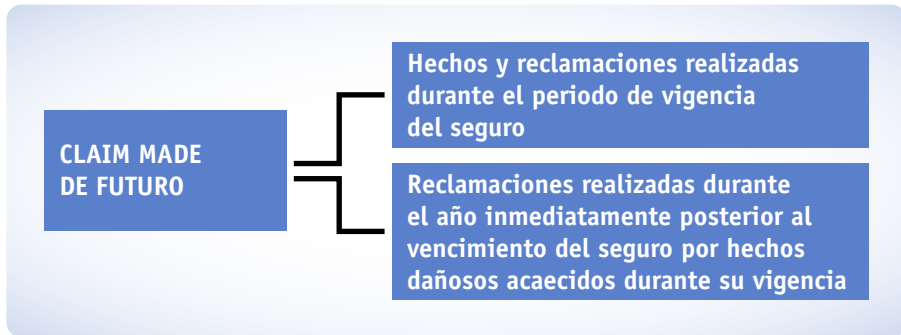 CLAIM MADE
DE FUTURO
Hechos y reclamaciones realizadas
durante el periodo de vigencia
del seguro
Reclamaciones realizadas durante
el año inmediatamente posterior al
vencimiento del seguro por hechos
dañosos acaecidos durante su vigencia